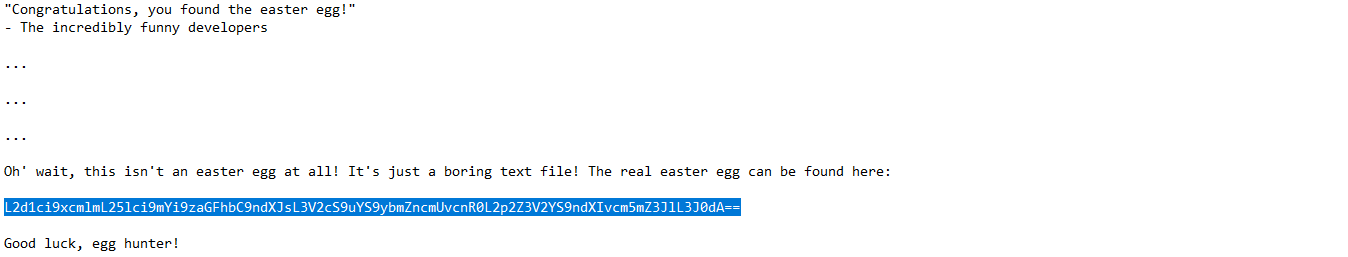 "Congratulations, you found the easter egg!"
- The incredibly funny developers
...
...
...
Oh' wait, this isn't an easter egg at all! It's just a boring text file! The real easter egg can be found here:
L2d1ci9xcmlmL25lci9mYi9zaGFhbC9ndXJsL3V2cS9uYS9ybmZncmUvcnR0L2p2Z3V2YS9ndXIvcm5mZ3JlL3J0dA==
Good luck, egg hunter!